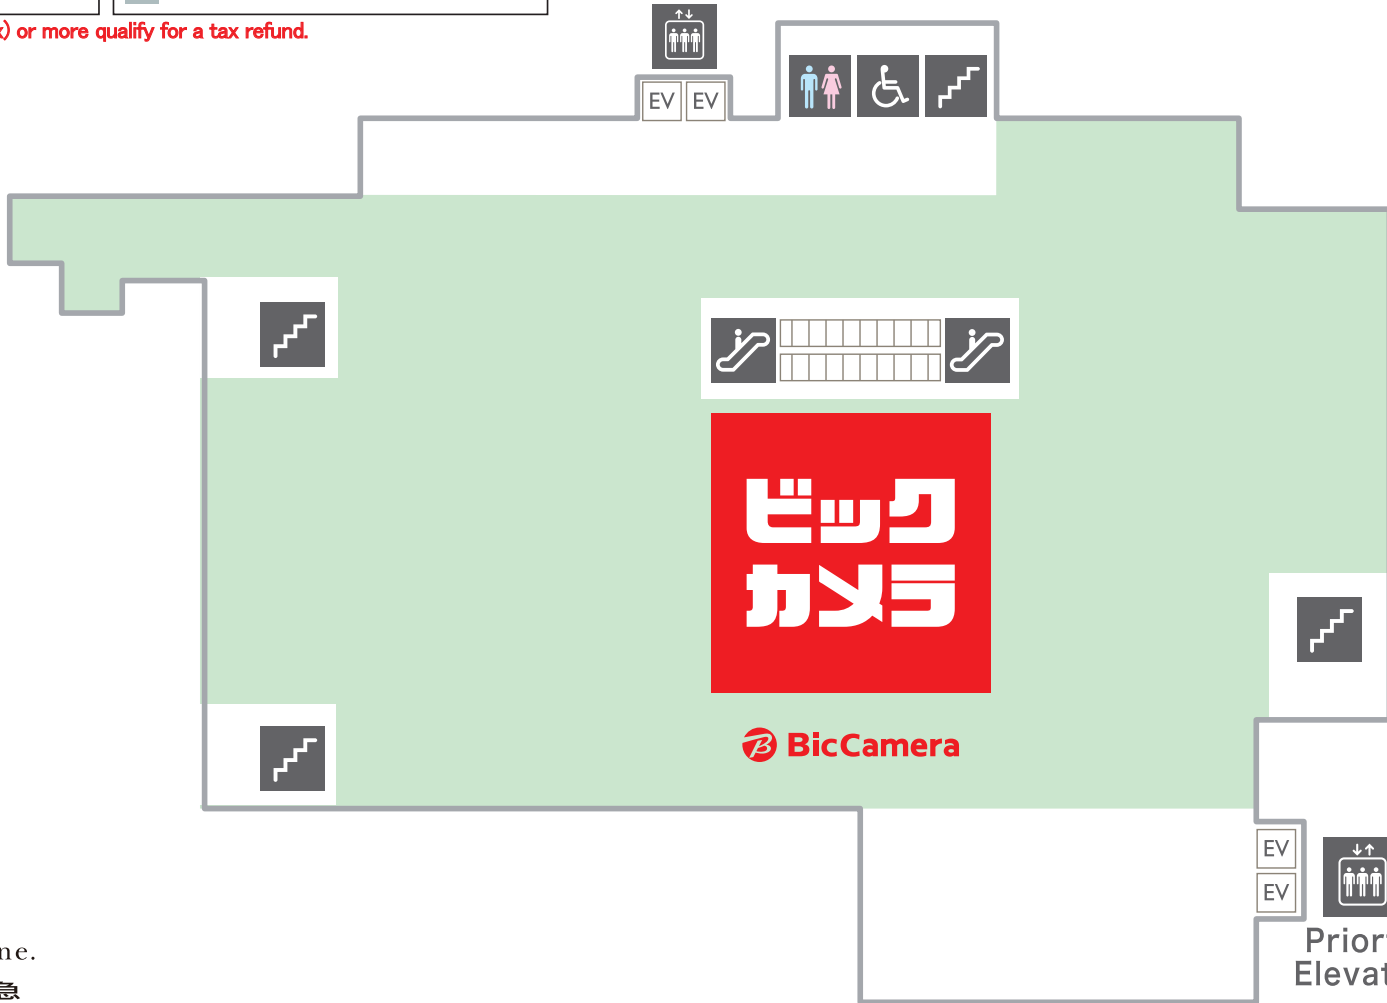 ) or more qualify for a tax refund.
EV EV
ビック
カメラ
BicCamera
EV
EV
Prior
Elevat
ne.
急